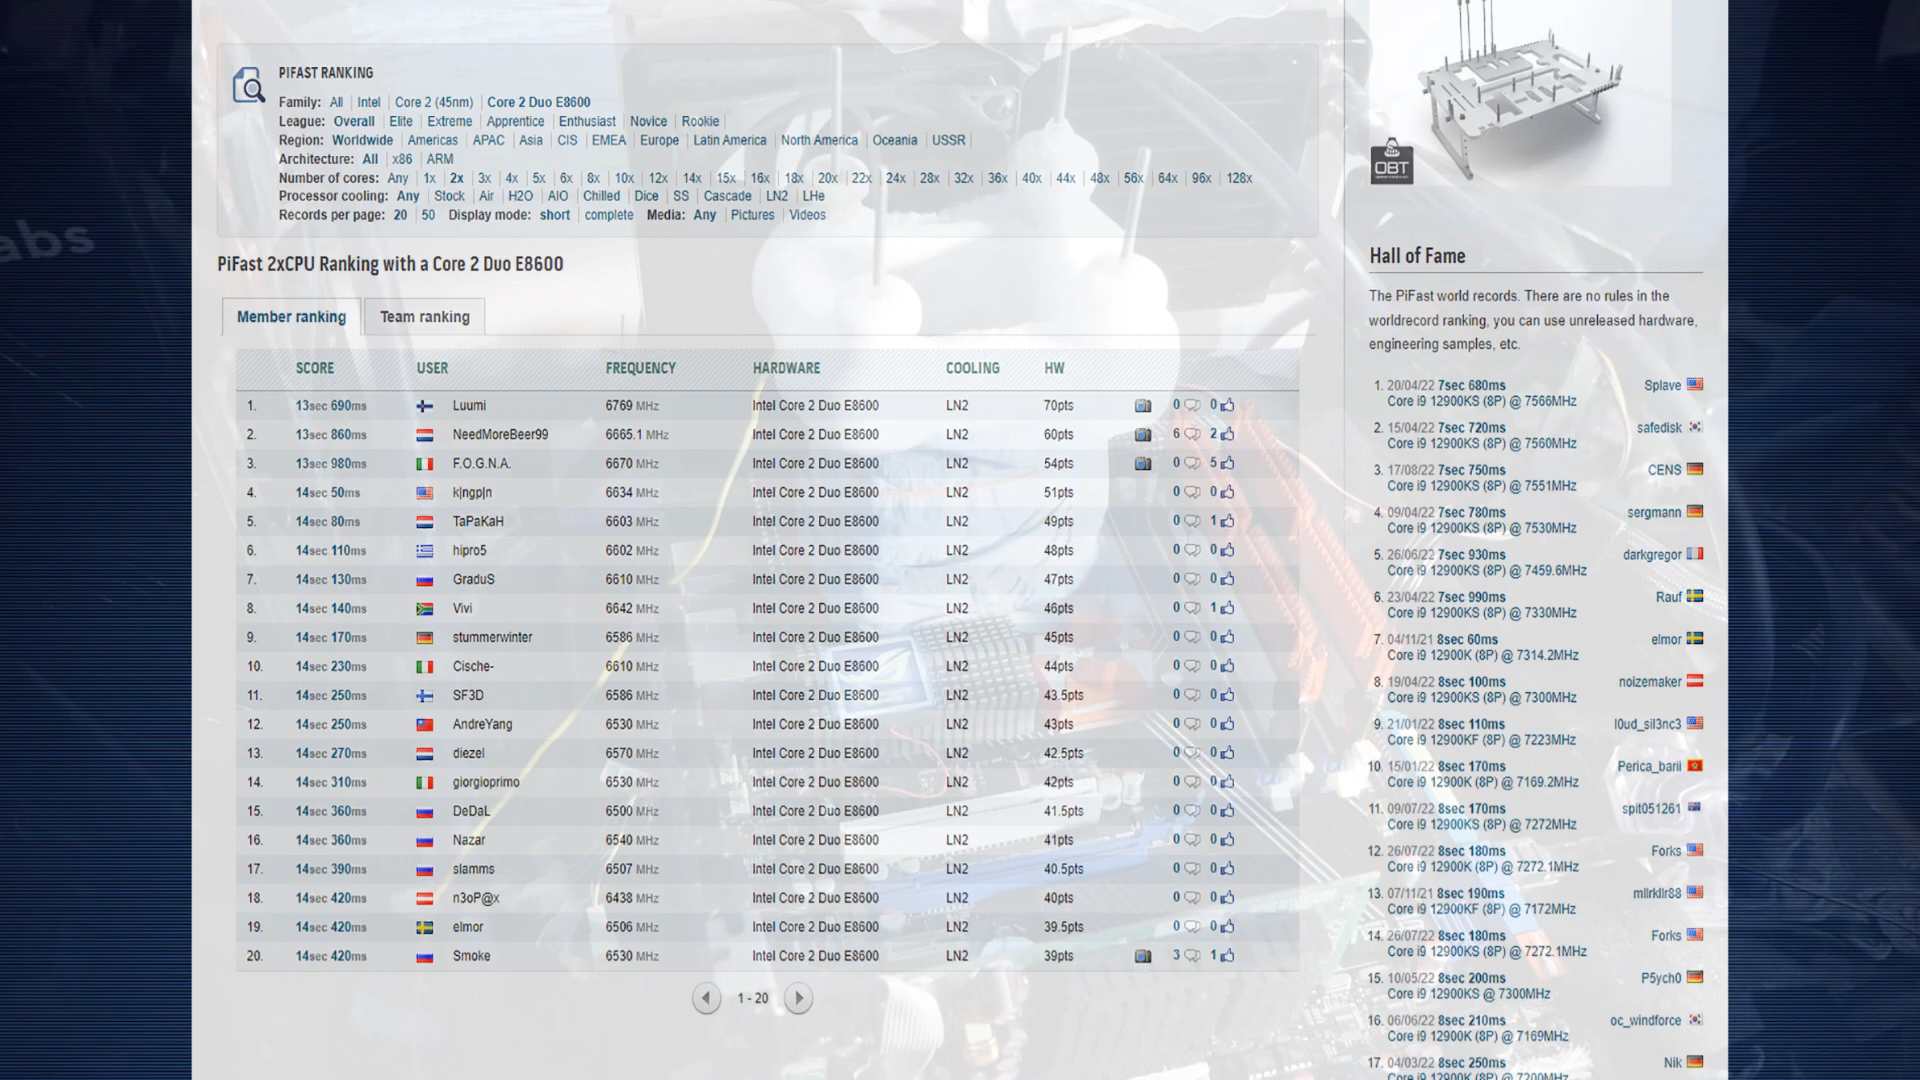 PIFAST RANKING
Family: All Intel Core 2 (45nm) Core 2 Duo E8600
League: Overall Elite Extreme Apprentice Enthusiast Novice Rookie
Region: Worldwide Americas APAC Asia CIS EMEA Europe Latin America North America Oceania USSR
Architecture: All x86 ARM
Number of cores: Any 1x 2x 3x 4x 5x 6x 8x 10x 12x 14x 15x 16x 18x 20x 22x 24x 28x 32x 36x 40x 44x 48x 56x 64x 96x 128x
Processor cooling: Any Stock Air H2O AIO Chilled Dice SS Cascade LN2 LHe
Records per page: 20 50 Display mode: short complete Media: Any Pictures Videos
PiFast 2xCPU Ranking with a Core 2 Duo E8600
Member ranking Team ranking
SCORE USER FREQUENCY HARDWARE COOLING HW
1. 13sec 690ms Luumi 6769 MHz Intel Core 2 Duo E8600 LN2 70pts 0 0
2. 13sec 860ms NeedMoreBeer99 6665.1 MHz Intel Core 2 Duo E8600 LN2 60pts 6 2
3. 13sec 980ms F.O.G.N.A. 6670 MHz Intel Core 2 Duo E8600 LN2 54pts 0 5
4. 14sec 50ms k|ngp|n 6634 MHz Intel Core 2 Duo E8600 LN2 51pts 0 0
5. 14sec 80ms TaPaKaH 6603 MHz Intel Core 2 Duo E8600 LN2 49pts 0 1
6. 14sec 110ms hipro5 6602 MHz Intel Core 2 Duo E8600 LN2 48pts 0 0
7. 14sec 130ms GraduS 6610 MHz Intel Core 2 Duo E8600 LN2 47pts 0 0
8. 14sec 140ms Vivi 6642 MHz Intel Core 2 Duo E8600 LN2 46pts 0 1
9. 14sec 170ms stummerwinter 6586 MHz Intel Core 2 Duo E8600 LN2 45pts 0 0
10. 14sec 230ms Cische- 6610 MHz Intel Core 2 Duo E8600 LN2 44pts 0 0
11. 14sec 250ms SF3D 6586 MHz Intel Core 2 Duo E8600 LN2 43.5pts 0 0
12. 14sec 250ms AndreYang 6530 MHz Intel Core 2 Duo E8600 LN2 43pts 0 0
13. 14sec 270ms diezel 6570 MHz Intel Core 2 Duo E8600 LN2 42.5pts 0 0
14. 14sec 310ms giorgioprimo 6530 MHz Intel Core 2 Duo E8600 LN2 42pts 0 0
15. 14sec 360ms DeDaL 6500 MHz Intel Core 2 Duo E8600 LN2 41.5pts 0 0
16. 14sec 360ms Nazar 6540 MHz Intel Core 2 Duo E8600 LN2 41pts 0 0
17. 14sec 390ms slamms 6507 MHz Intel Core 2 Duo E8600 LN2 40.5pts 0 0
18. 14sec 420ms n3oP@x 6438 MHz Intel Core 2 Duo E8600 LN2 40pts 0 0
19. 14sec 420ms elmor 6506 MHz Intel Core 2 Duo E8600 LN2 39.5pts 0 0
20. 14sec 420ms Smoke 6530 MHz Intel Core 2 Duo E8600 LN2 39pts 3 1
1 - 20
OBT
Hall of Fame
The PiFast world records. There are no rules in the
worldrecord ranking, you can use unreleased hardware,
engineering samples, etc.
1. 20/04/22 7sec 680ms Splave
Core i9 12900KS (8P) @ 7566MHz
2. 15/04/22 7sec 720ms safedisk
Core i9 12900KS (8P) @ 7560MHz
3. 17/08/22 7sec 750ms CENS
Core i9 12900KS (8P) @ 7551MHz
4. 09/04/22 7sec 780ms sergmann
Core i9 12900KS (8P) @ 7530MHz
5. 26/06/22 7sec 930ms darkgregor
Core i9 12900KS (8P) @ 7459.6MHz
6. 23/04/22 7sec 990ms Rauf
Core i9 12900KS (8P) @ 7330MHz
7. 04/11/21 8sec 60ms elmor
Core i9 12900K (8P) @ 7314.2MHz
8. 19/04/22 8sec 100ms noizemaker
Core i9 12900KS (8P) @ 7300MHz
9. 21/01/22 8sec 110ms l0ud_sil3nc3
Core i9 12900KF (8P) @ 7223MHz
10. 15/01/22 8sec 170ms Perica_barii
Core i9 12900K (8P) @ 7169.2MHz
11. 09/07/22 8sec 170ms spit051261
Core i9 12900KS (8P) @ 7272MHz
12. 26/07/22 8sec 180ms Forks
Core i9 12900K (8P) @ 7272.1MHz
13. 07/11/21 8sec 190ms mllrkllr88
Core i9 12900KF (8P) @ 7172MHz
14. 26/07/22 8sec 180ms Forks
Core i9 12900KS (8P) @ 7272.1MHz
15. 10/05/22 8sec 200ms P5ych0
Core i9 12900KS @ 7300MHz
16. 06/06/22 8sec 210ms oc_windforce
Core i9 12900K (8P) @ 7169MHz
17. 04/03/22 8sec 250ms Nik
Core i9 12900K (8P) @ 7200MHz
abs